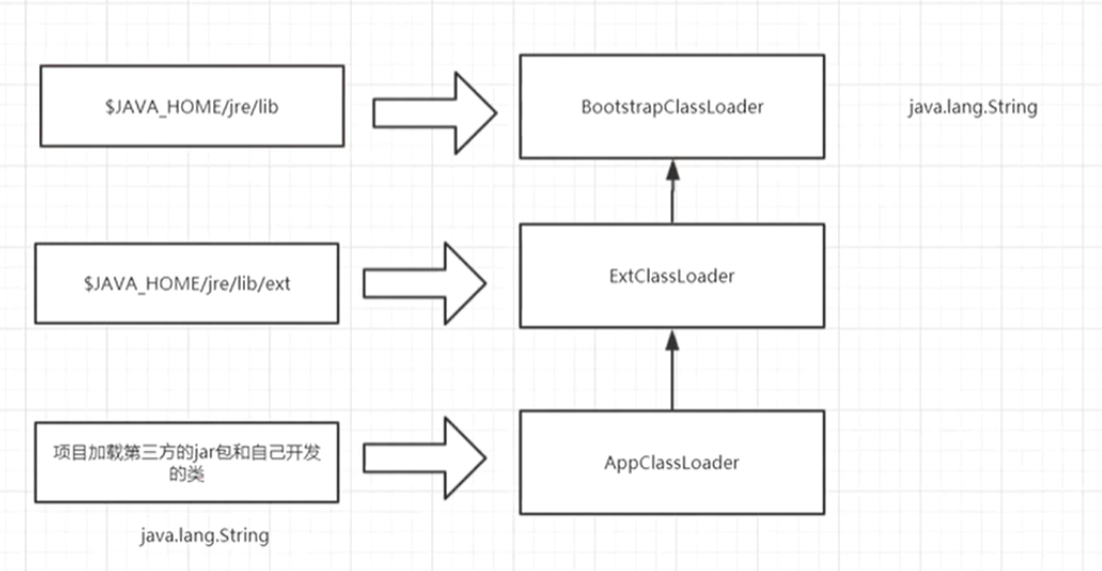 $JAVA_HOME/jre/lib
BootstrapClassLoader
java.lang.String
$JAVA_HOME/jre/lib/ext
ExtClassLoader
项目加载第三方的jar包和自己开发
的类
AppClassLoader
java.lang.String